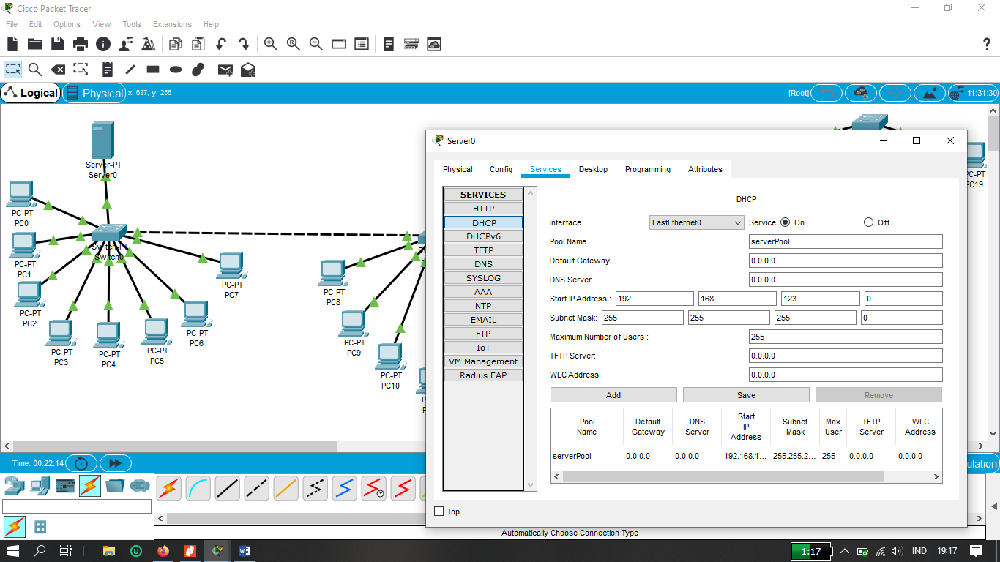 Cisco Packet Tracer
File Edit Options View Tools Extensions Help
Logical Physical x: 687, y: 256 [Root] 11:31:30
Server-PT
Server0
PC-PT
PC0
PC-PT
PC1
PC-PT
PC2
PC-PT
PC3
PC-PT
PC4
PC-PT
PC5
PC-PT
PC6
PC-PT
PC7
Switch-PT
Switch0
PC-PT
PC8
PC-PT
PC9
PC-PT
PC10
PC-PT
PC19
Server0
Physical Config Services Desktop Programming Attributes
SERVICES
HTTP
DHCP
DHCPv6
TFTP
DNS
SYSLOG
AAA
NTP
EMAIL
FTP
IoT
VM Management
Radius EAP
DHCP
Interface FastEthernet0 Service On Off
Pool Name serverPool
Default Gateway 0.0.0.0
DNS Server 0.0.0.0
Start IP Address : 192 168 123 0
Subnet Mask: 255 255 255 0
Maximum Number of Users : 255
TFTP Server: 0.0.0.0
WLC Address: 0.0.0.0
Add Save Remove
Pool Name Default Gateway DNS Server Start IP Address Subnet Mask Max User TFTP Server WLC Address
serverPool 0.0.0.0 0.0.0.0 192.168.1... 255.255.2... 255 0.0.0.0 0.0.0.0
Top
Time: 00:22:14
ulation
Automatically Choose Connection Type
1:17 IND 19:17